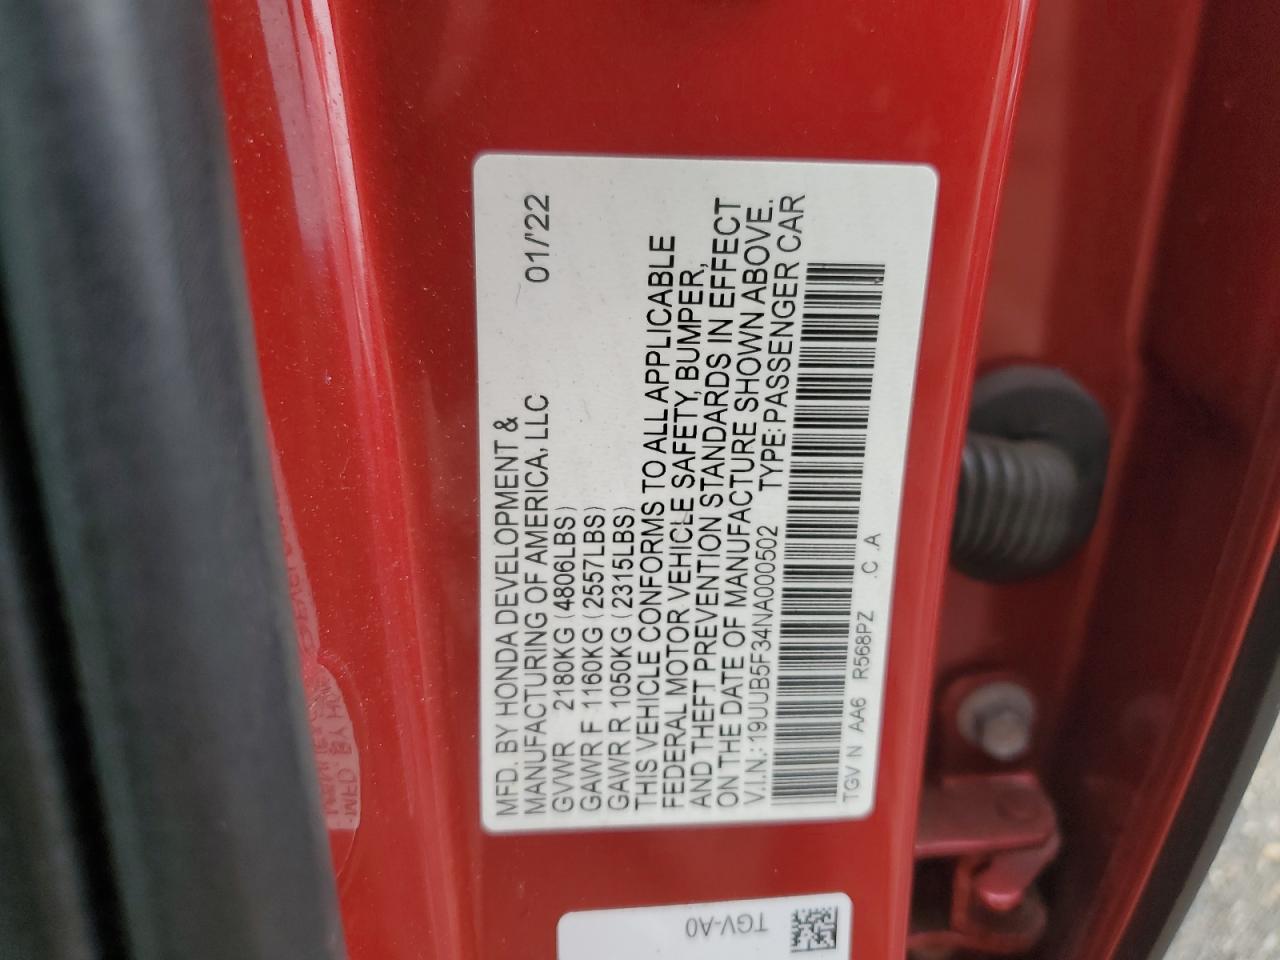 MFD. BY HONDA DEVELOPMENT &
MANUFACTURING OF AMERICA, LLC 01/'22
GVWR 2180KG (4806LBS)
GAWR F 1160KG (2557LBS)
GAWR R 1050KG (2315LBS)
THIS VEHICLE CONFORMS TO ALL APPLICABLE
FEDERAL MOTOR VEHICLE SAFETY, BUMPER,
AND THEFT PREVENTION STANDARDS IN EFFECT
ON THE DATE OF MANUFACTURE SHOWN ABOVE.
V.I.N.: 19UUB5F34NA000502 TYPE: PASSENGER CAR
TGV N AA6 R568PZ .C .A
TGV-A0